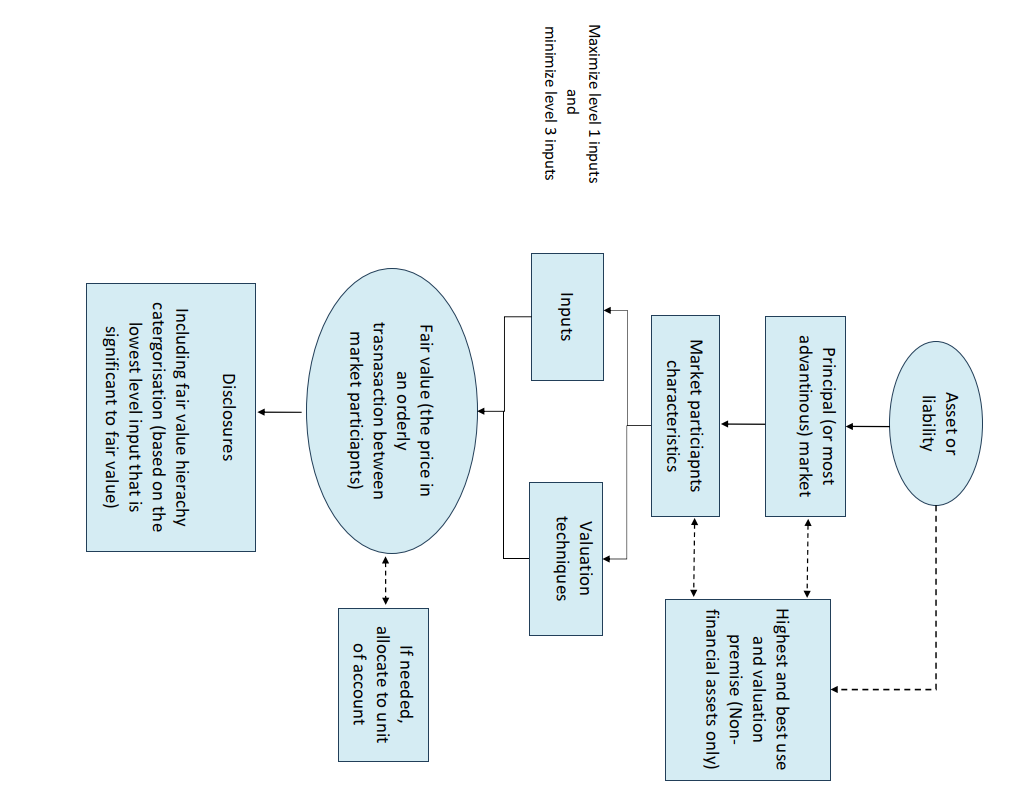 Asset or
liability
Principal (or most
advantinous) market
Highest and best use
and valuation
premise (Non-
financial assets only)
Market particiapnts
characteristics
Maximize level 1 inputs
and
minimize level 3 inputs
Inputs
Valuation
techniques
Fair value (the price in
an orderly
trasnasaction between
market particiapnts)
If needed,
allocate to unit
of account
Disclosures
Including fair value hierachy
catergorisation (based on the
lowest level input that is
significant to fair value)